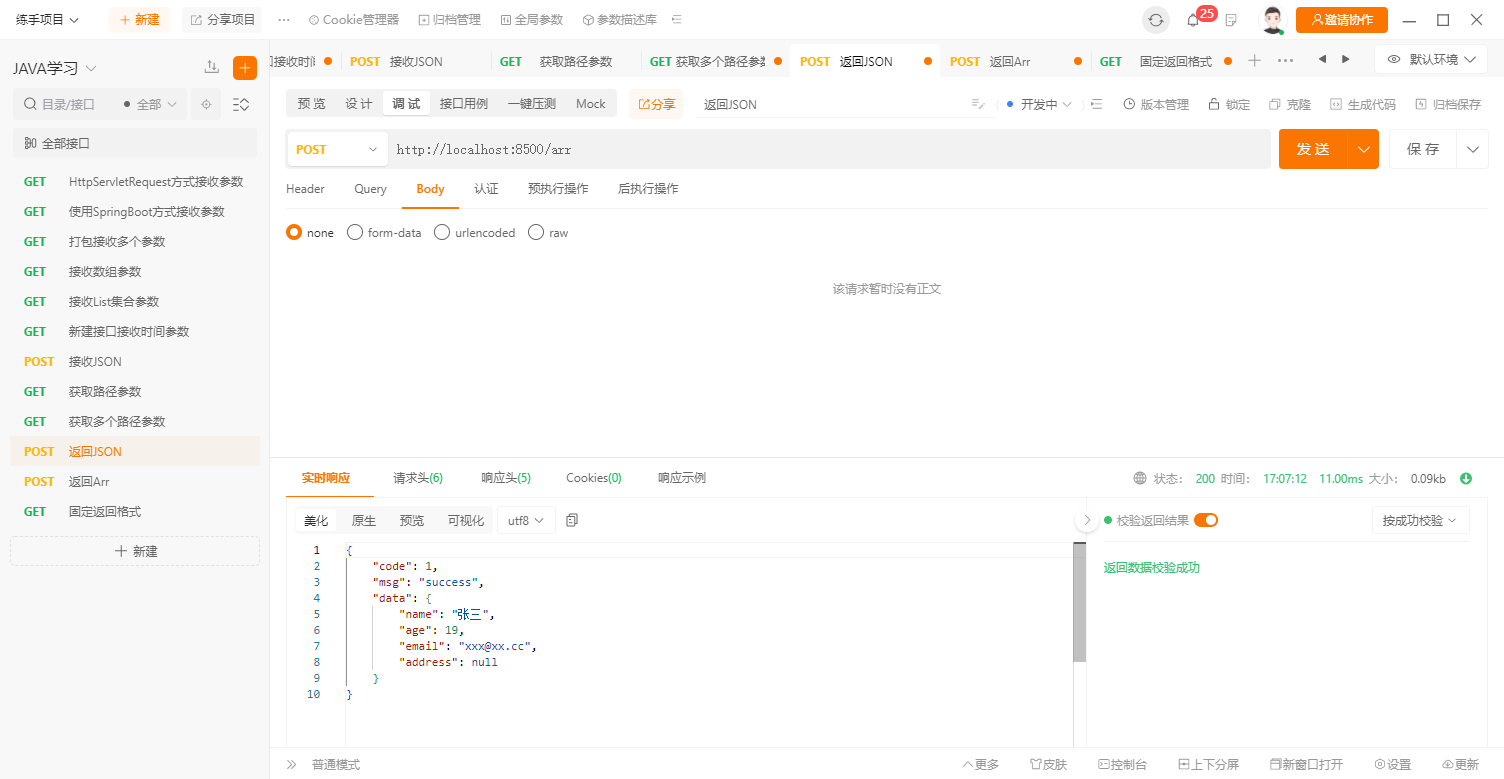 练手项目 新建 分享项目 ··· Cookie管理器 归档管理 全局参数 参数描述库 25 邀请协作
JAVA学习
接收时间 POST 接收JSON GET 获取路径参数 GET 获取多个路径参数 POST 返回JSON POST 返回Arr GET 固定返回格式 ··· 默认环境
目录/接口 全部
预览 设计 调试 接口用例 一键压测 Mock 分享 返回JSON 开发中 版本管理 锁定 克隆 生成代码 归档保存
全部接口
POST http://localhost:8500/arr 发送 保存
GET HttpServletRequest方式接收参数
GET 使用SpringBoot方式接收参数
GET 打包接收多个参数
GET 接收数组参数
GET 接收List集合参数
GET 新建接口接收时间参数
POST 接收JSON
GET 获取路径参数
GET 获取多个路径参数
POST 返回JSON
POST 返回Arr
GET 固定返回格式
新建
Header Query Body 认证 预执行操作 后执行操作
none form-data urlencoded raw
该请求暂时没有正文
实时响应 请求头(6) 响应头(5) Cookies(0) 响应示例 状态: 200 时间: 17:07:12 11.00ms 大小: 0.09kb
美化 原生 预览 可视化 utf8 校验返回结果 按成功校验
返回数据校验成功
1 {
2 "code": 1,
3 "msg": "success",
4 "data": {
5 "name": "张三",
6 "age": 19,
7 "email": "xxx@xx.cc",
8 "address": null
9 }
10 }
普通模式 更多 皮肤 控制台 上下分屏 新窗口打开 设置 更新